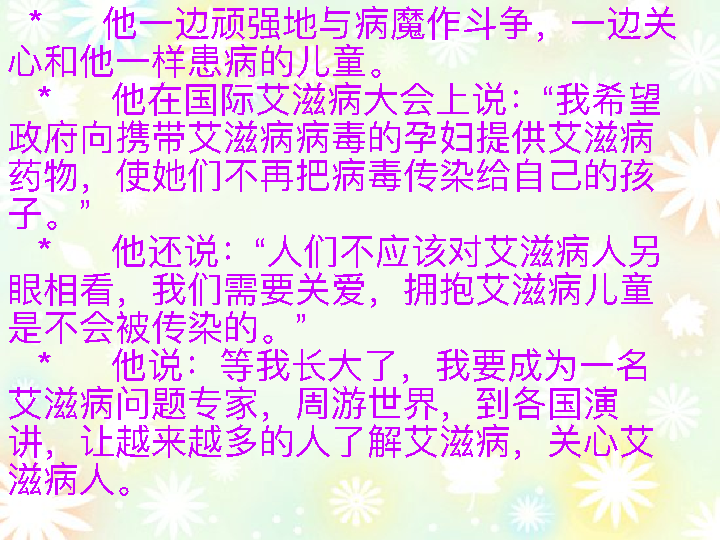 * 他一边顽强地与病魔作斗争，一边关
心和他一样患病的儿童。
* 他在国际艾滋病大会上说：“我希望
政府向携带艾滋病病毒的孕妇提供艾滋病
药物，使她们不再把病毒传染给自己的孩
子。”
* 他还说：“人们不应该对艾滋病人另
眼相看，我们需要关爱，拥抱艾滋病儿童
是不会被传染的。”
* 他说：等我长大了，我要成为一名
艾滋病问题专家，周游世界，到各国演
讲，让越来越多的人了解艾滋病，关心艾
滋病人。